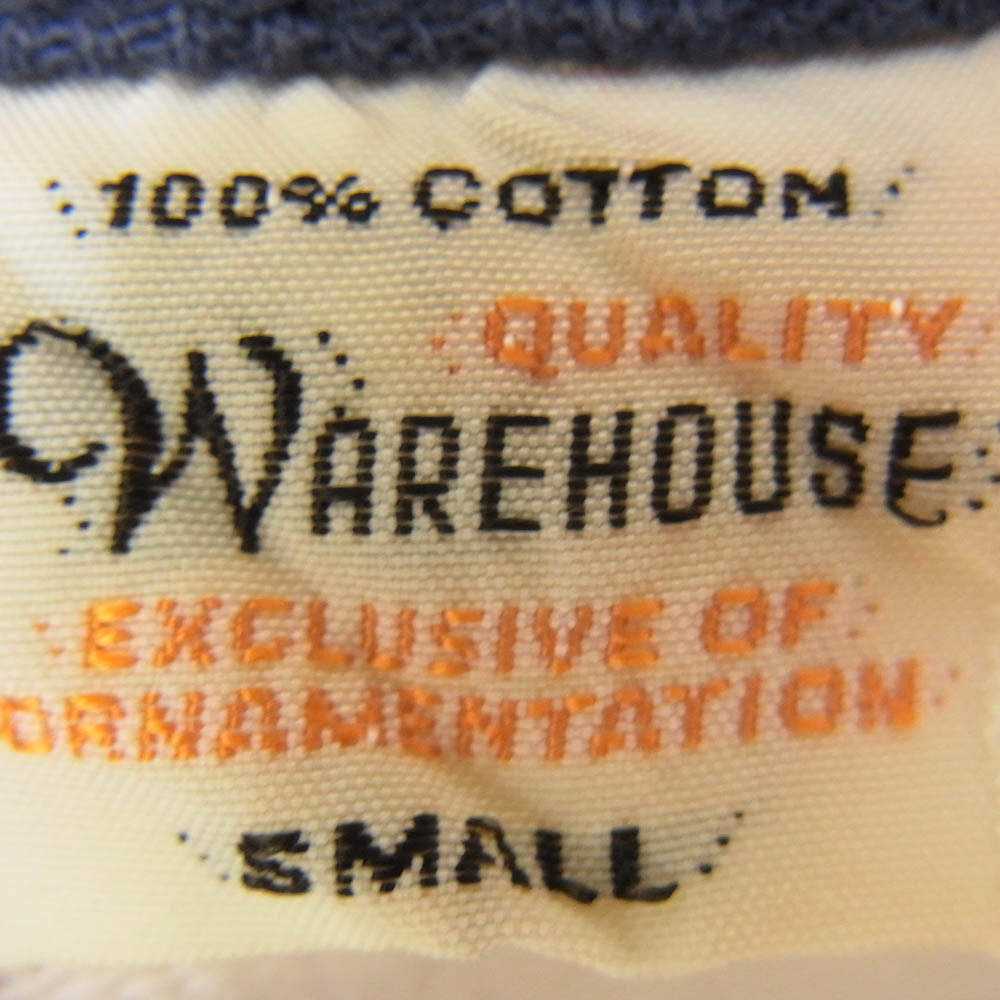 100% COTTON
QUALITY
WAREHOUSE
EXCLUSIVE OF
ORNAMENTATION
SMALL